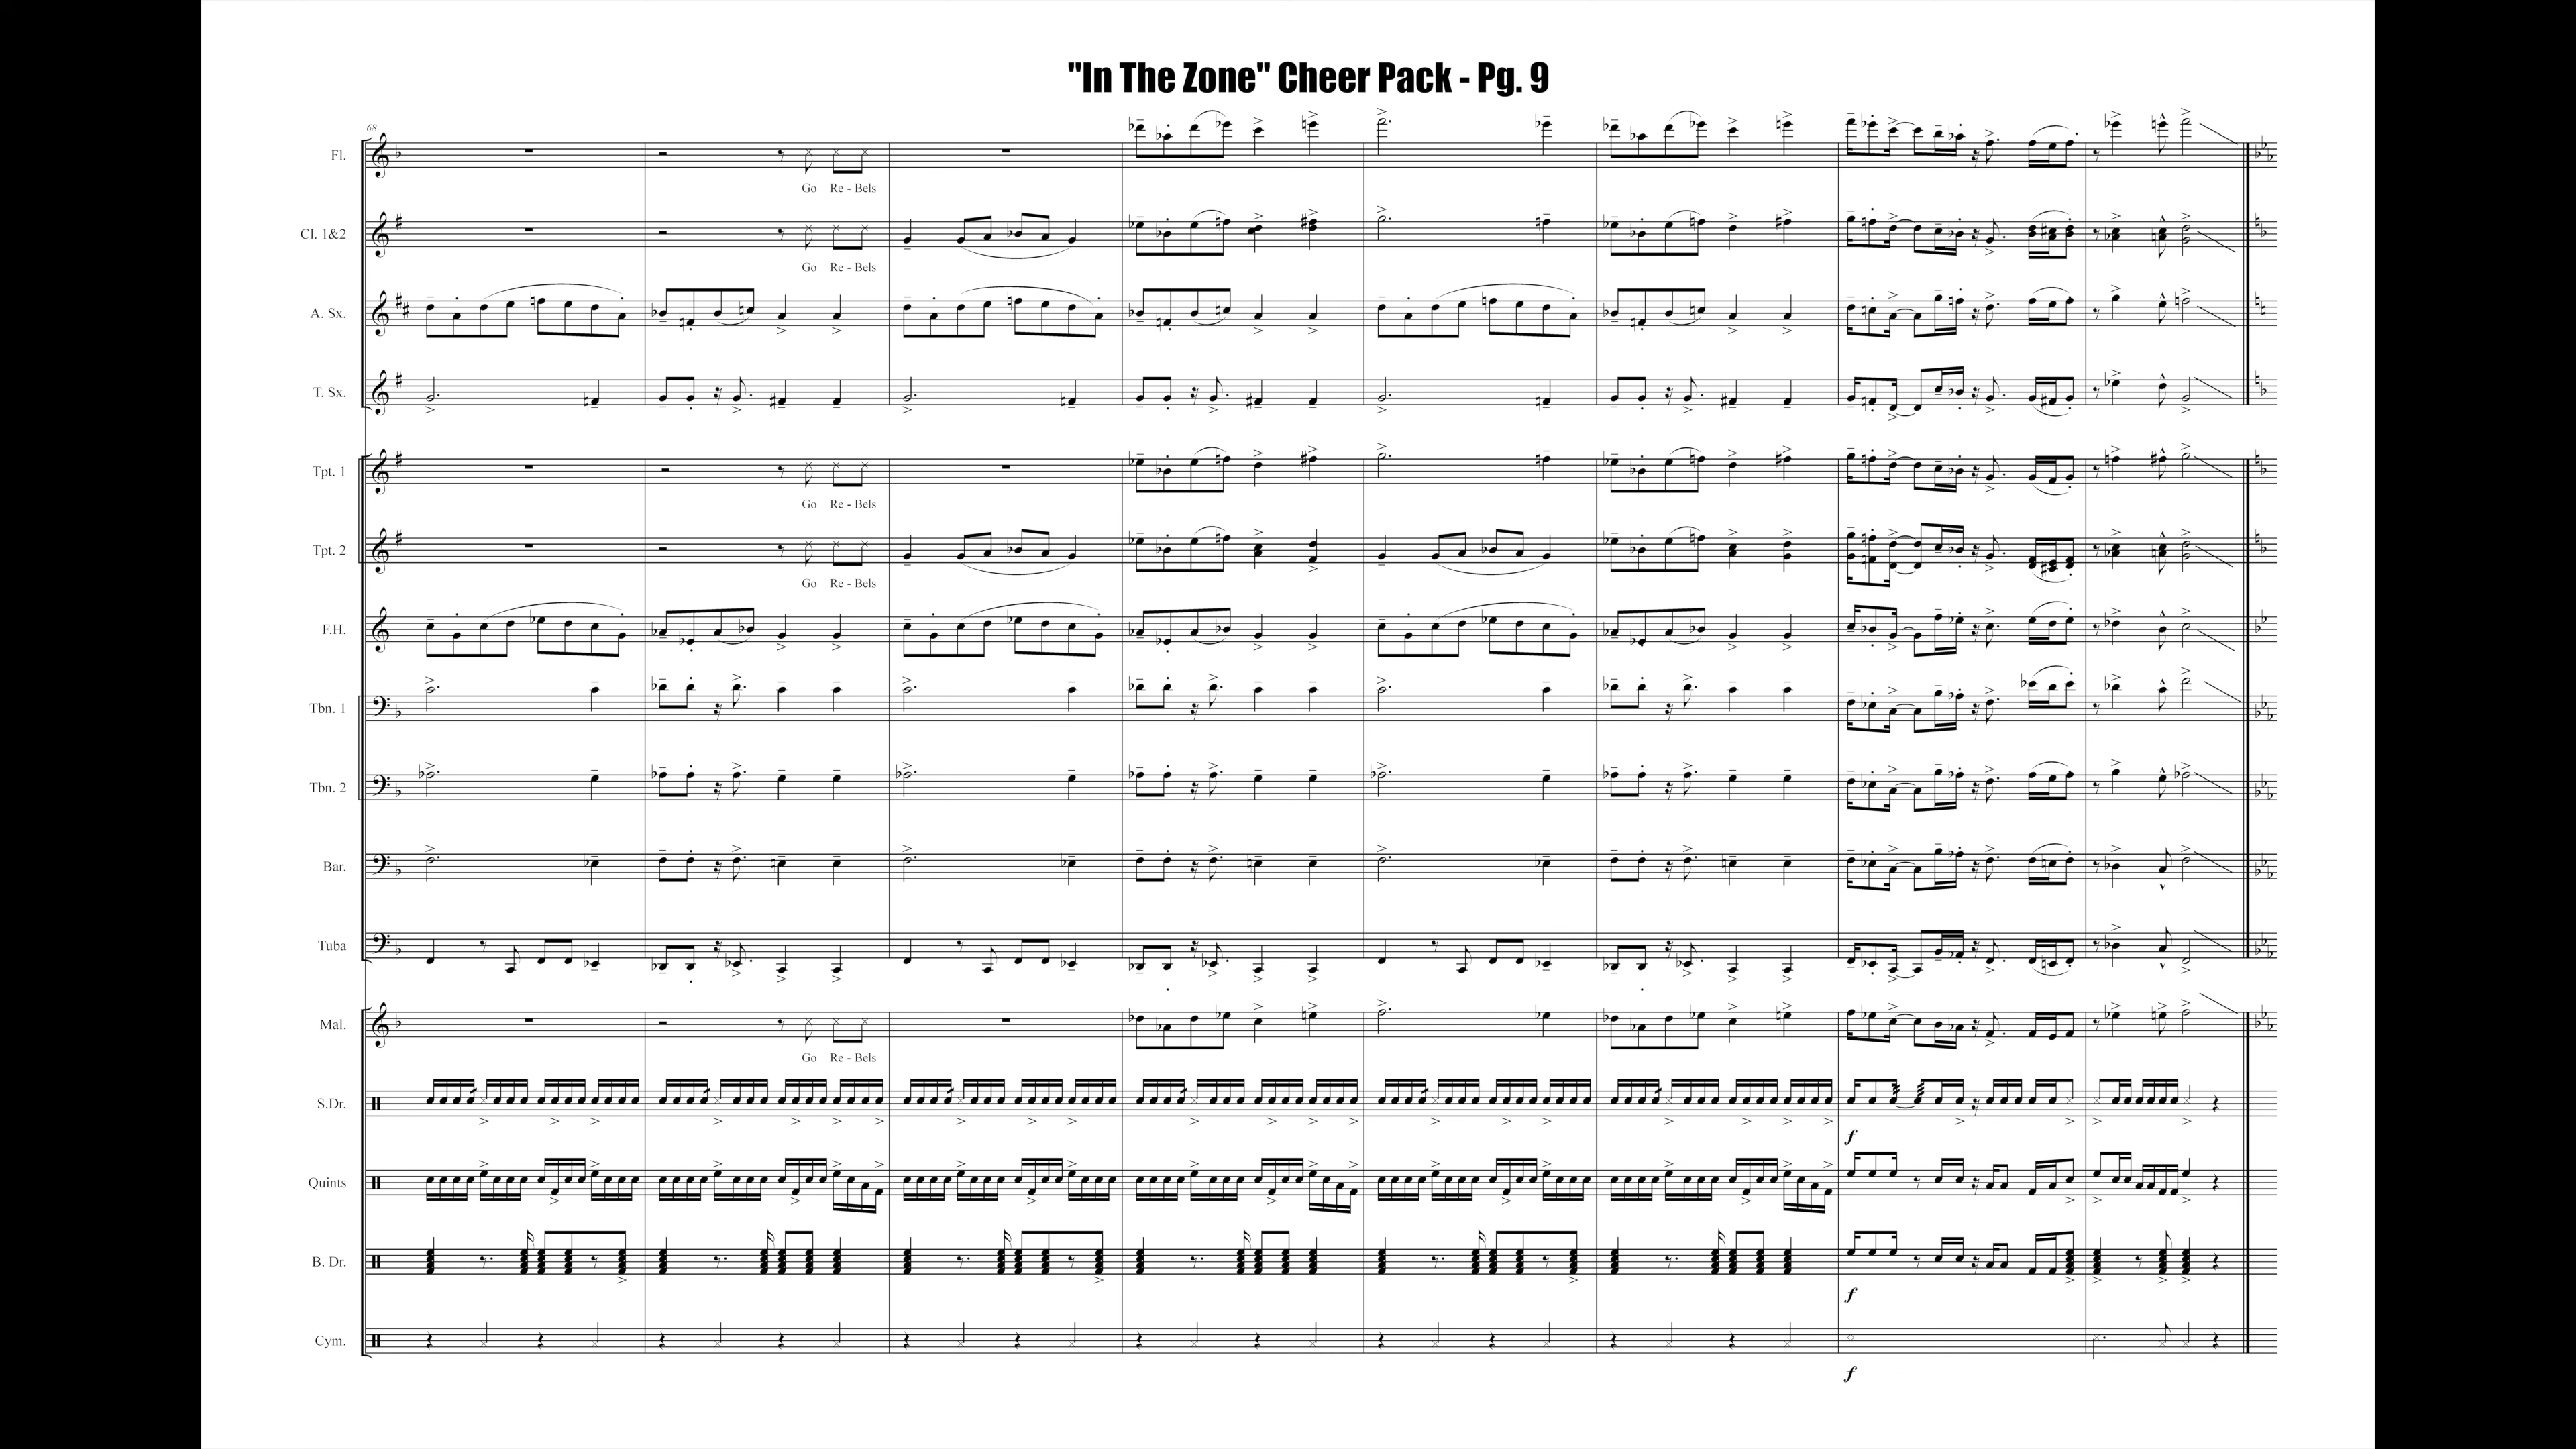 "In The Zone" Cheer Pack - Pg. 9
68
Fl.
Go Re - Bels
Cl. 1&2
Go Re - Bels
A. Sx.
T. Sx.
Tpt. 1
Go Re - Bels
Tpt. 2
Go Re - Bels
F.H.
Tbn. 1
Tbn. 2
Bar.
Tuba
Mal.
Go Re - Bels
S.Dr.
f
Quints
B. Dr.
f
Cym.
f